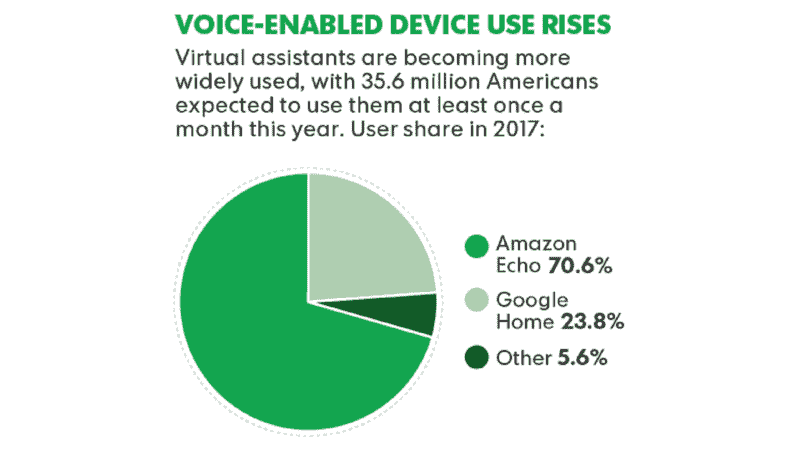 VOICE-ENABLED DEVICE USE RISES
Virtual assistants are becoming more
widely used, with 35.6 million Americans
expected to use them at least once a
month this year. User share in 2017:
Amazon
Echo 70.6%
Google
Home 23.8%
Other 5.6%